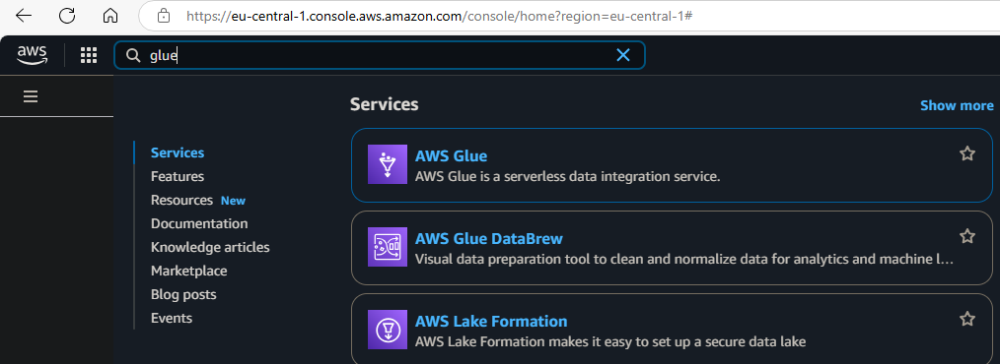 https://eu-central-1.console.aws.amazon.com/console/home?region=eu-central-1#
aws
glue
Services
Show more
Services
Features
Resources New
Documentation
Knowledge articles
Marketplace
Blog posts
Events
AWS Glue
AWS Glue is a serverless data integration service.
AWS Glue DataBrew
Visual data preparation tool to clean and normalize data for analytics and machine l...
AWS Lake Formation
AWS Lake Formation makes it easy to set up a secure data lake